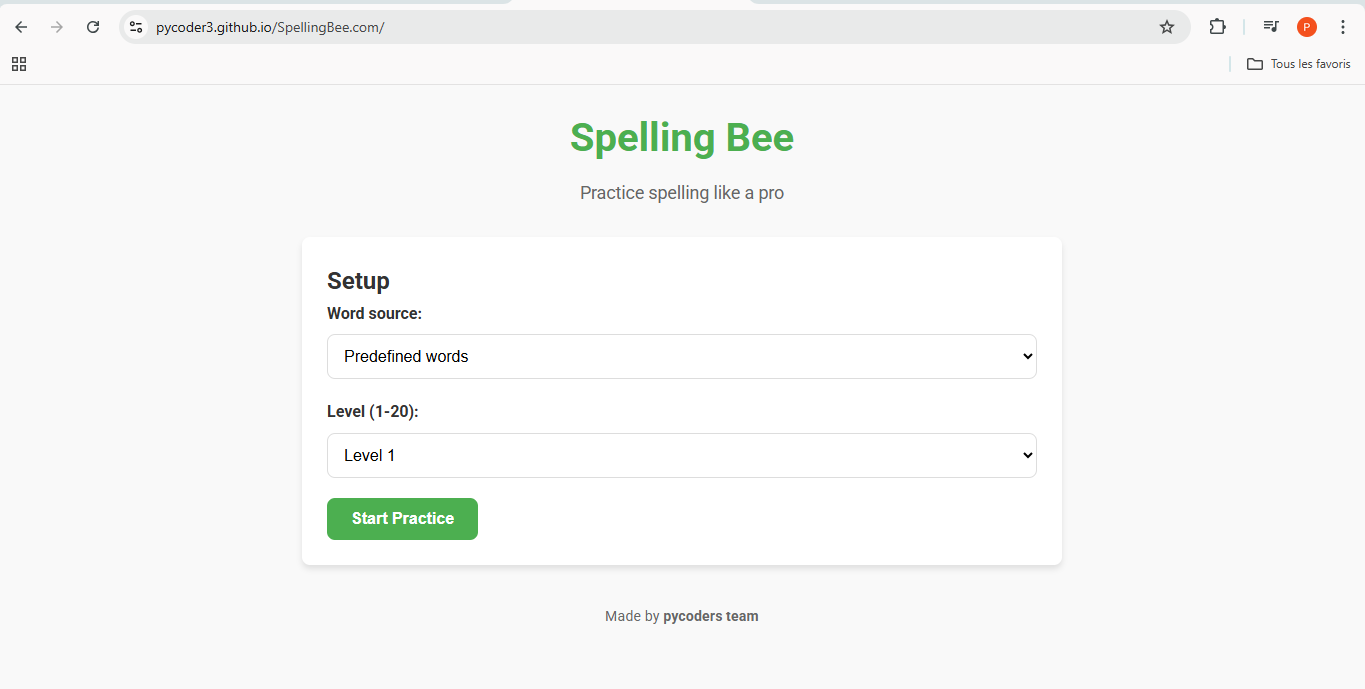 pycoder3.github.io/SpellingBee.com/
P
Tous les favoris
Spelling Bee
Practice spelling like a pro
Setup
Word source:
Predefined words
Level (1-20):
Level 1
Start Practice
Made by pycoders team